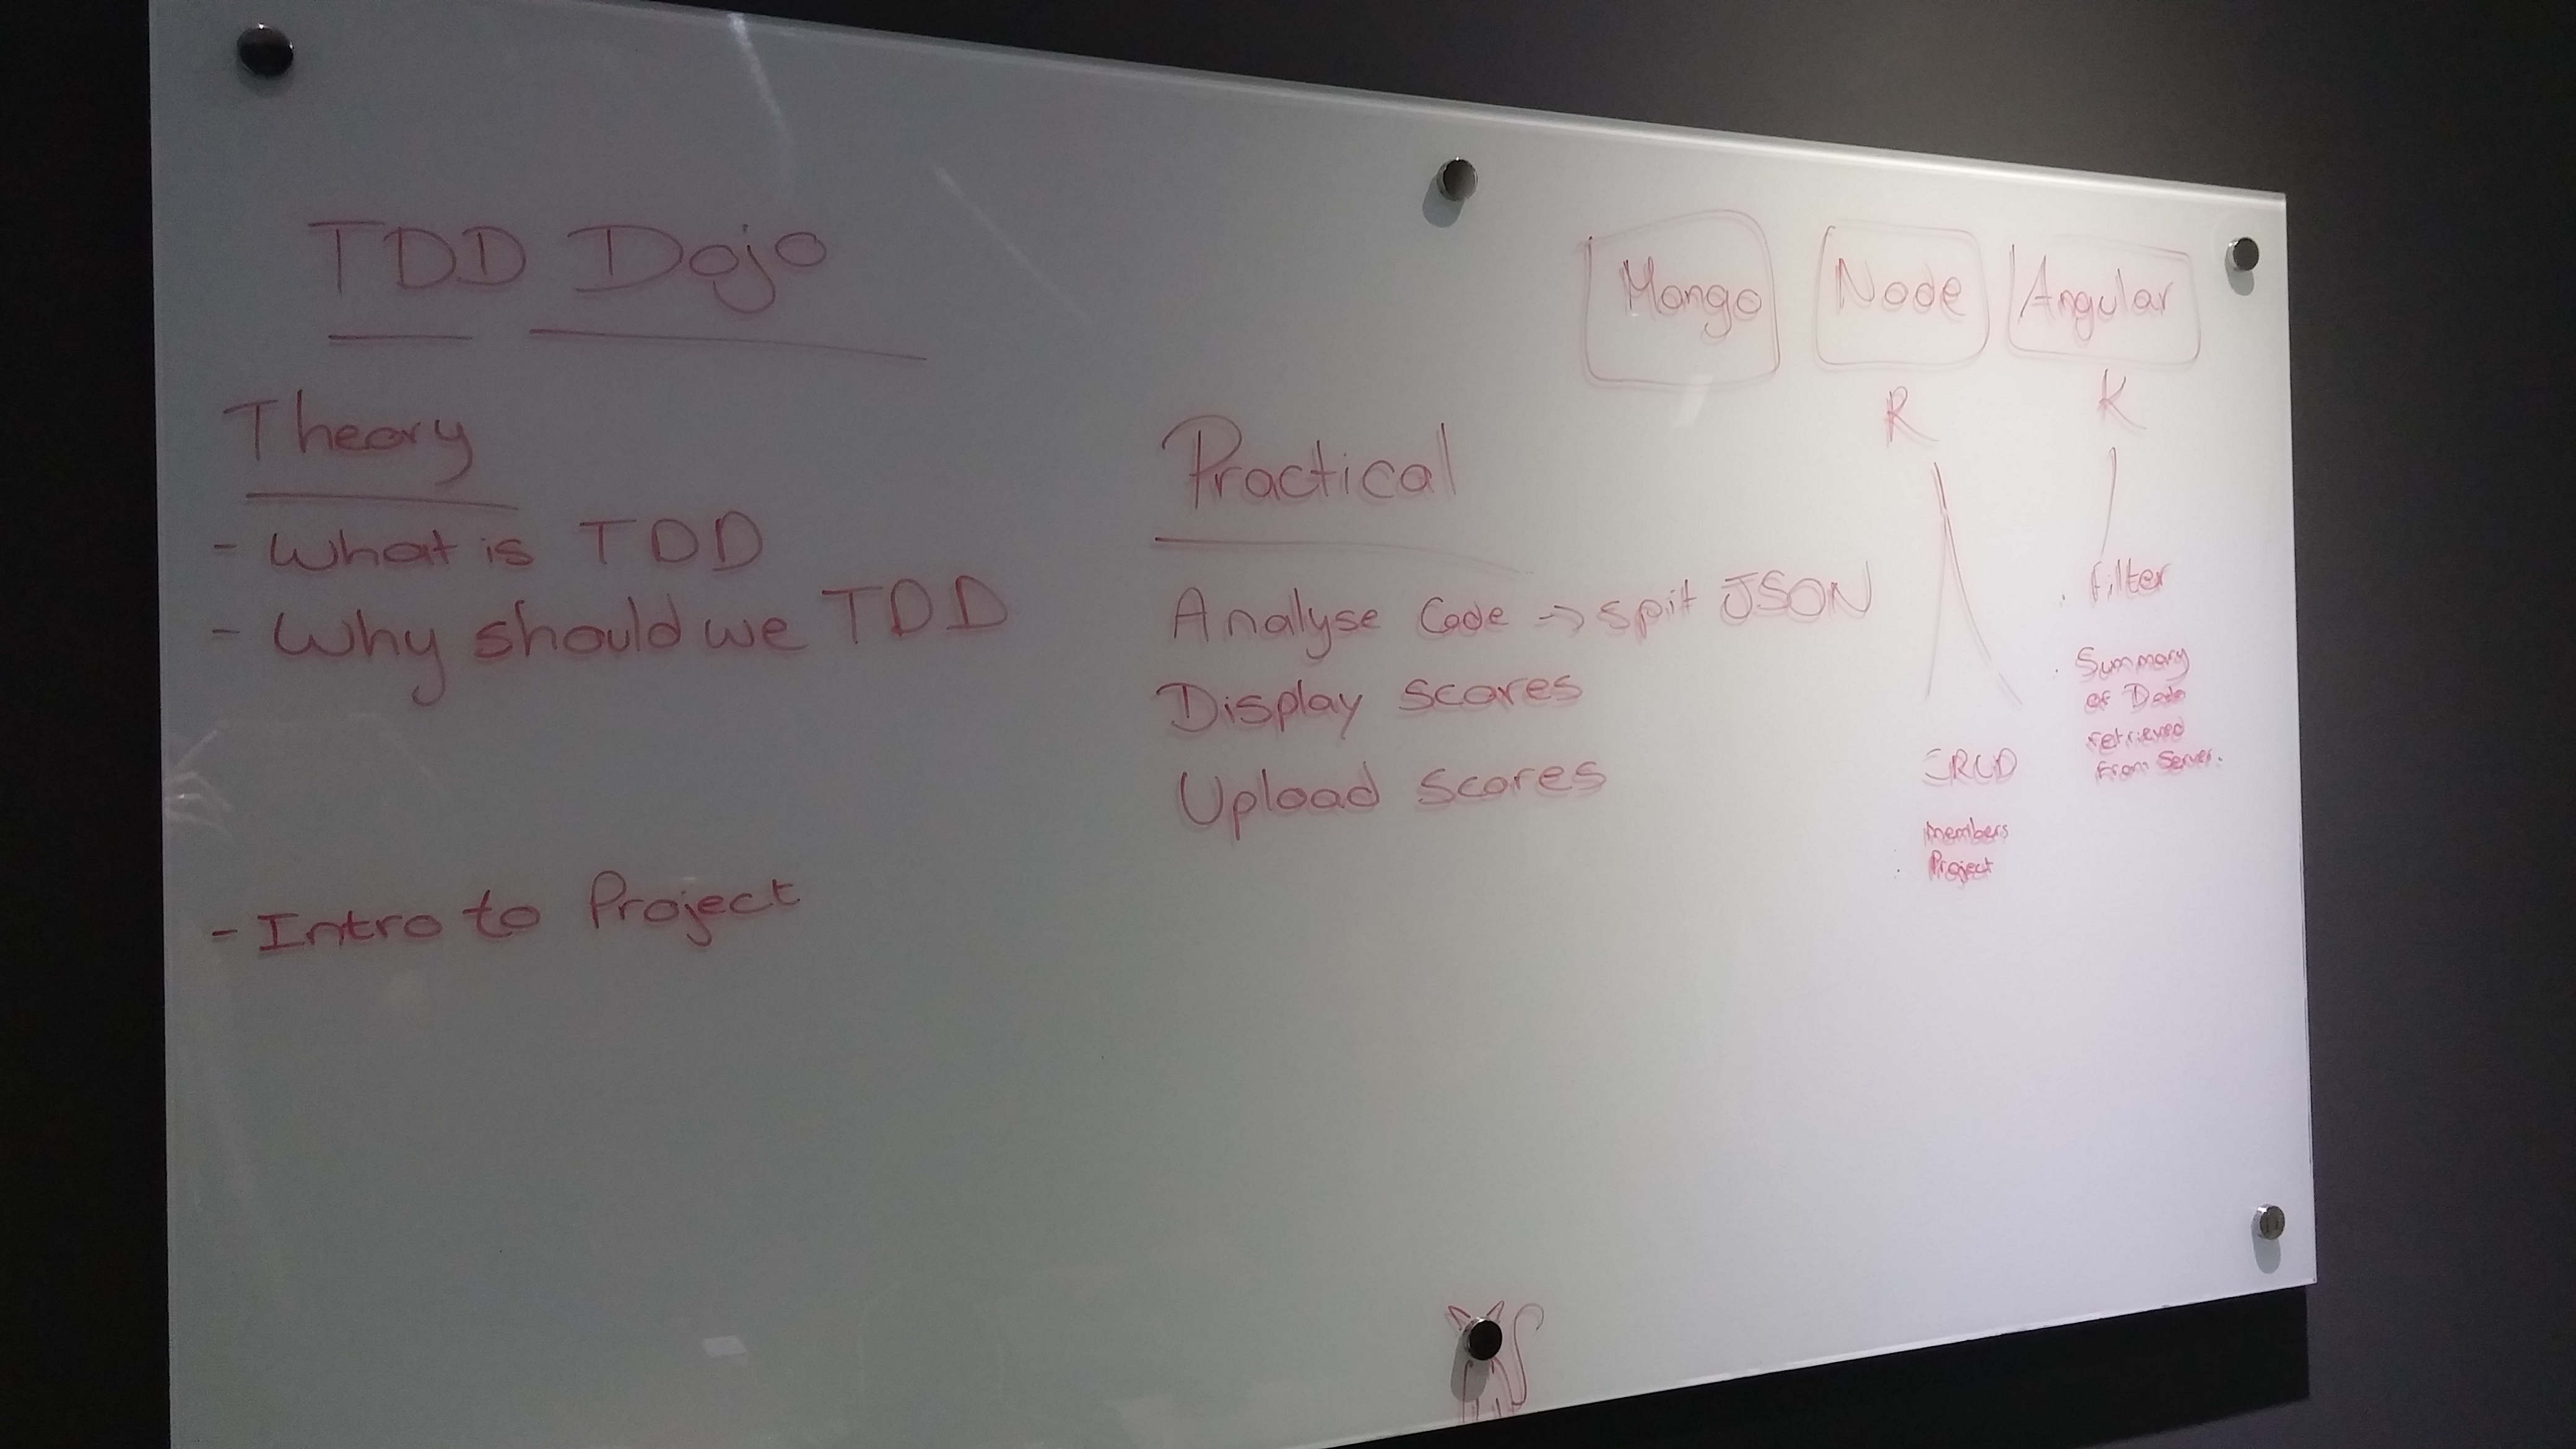 TDD Dojo
Theory
- What is TDD
- Why should we TDD
- Intro to Project
Practical
Analyse Code -> spit JSON
Display scores
Upload scores
Mongo
Node
Angular
R
K
CRUD
members
. Project
. filter
. Summary
of Data
retrieved
from Server.